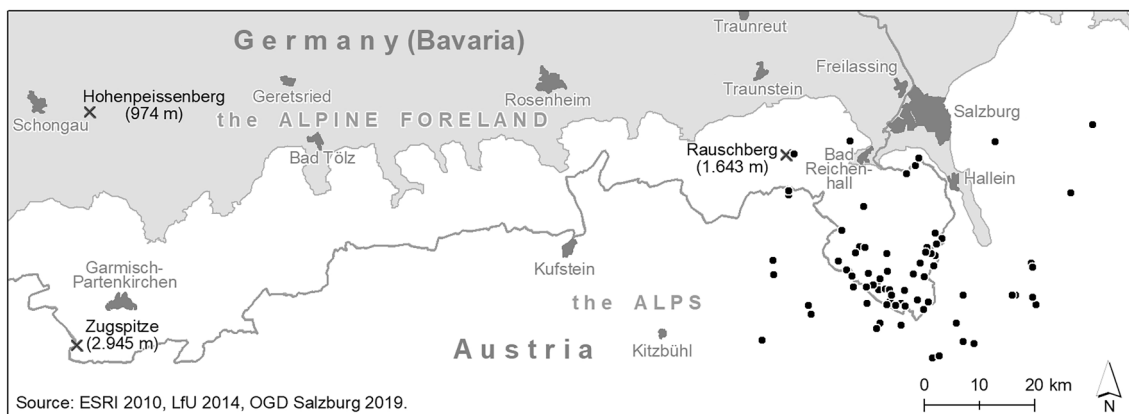 Traunreut
Germany (Bavaria)
Freilassing
Hohenpeissenberg
(974 m)
Geretsried
Rosenheim
Traunstein
Schongau
Salzburg
the ALPINE FORELAND
Bad Tölz
Rauschberg
(1.643 m)
Bad
Reichen-
hall
Hallein
Garmisch-
Partenkirchen
Kufstein
the ALPS
Zugspitze
(2.945 m)
Austria
Kitzbühl
0 10 20 km
N
Source: ESRI 2010, LfU 2014, OGD Salzburg 2019.